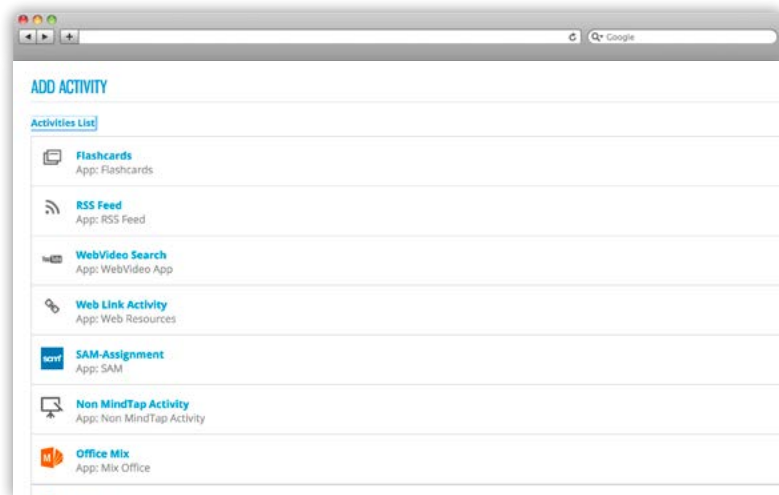 Google
ADD ACTIVITY
Activities List
Flashcards
App: Flashcards
RSS Feed
App: RSS Feed
YouTube
WebVideo Search
App: WebVideo App
Web Link Activity
App: Web Resources
sam
SAM-Assignment
App: SAM
Non MindTap Activity
App: Non MindTap Activity
M
Office Mix
App: Mix Office